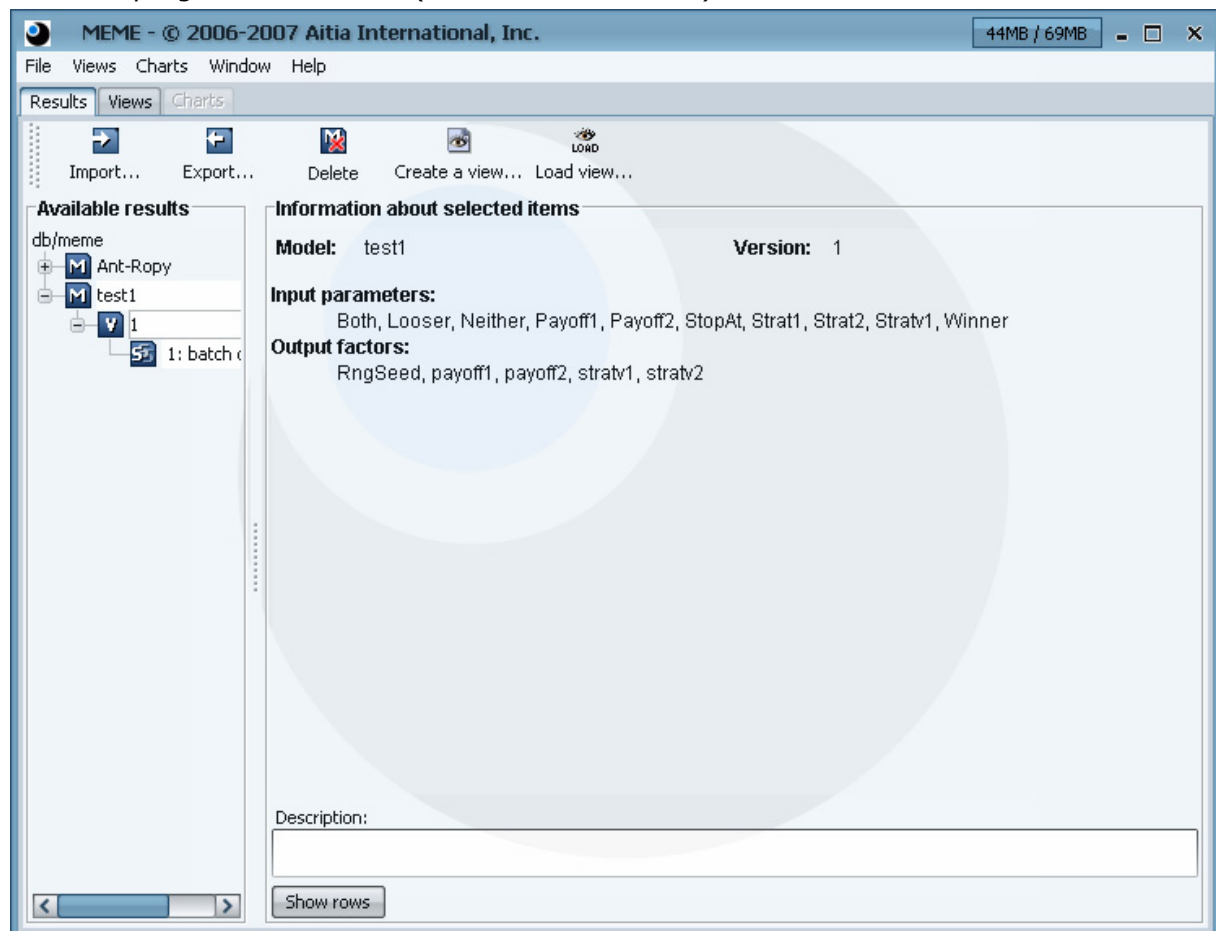 MEME - © 2006-2007 Aitia International, Inc.
44MB / 69MB
File Views Charts Window Help
Results Views Charts
Import... Export... Delete Create a view... Load view...
LOAD
Available results
db/meme
M Ant-Ropy
M test1
V 1
1: batch
Information about selected items
Model: test1 Version: 1
Input parameters:
Both, Looser, Neither, Payoff1, Payoff2, StopAt, Strat1, Strat2, Stratv1, Winner
Output factors:
RngSeed, payoff1, payoff2, stratv1, stratv2
Description:
Show rows